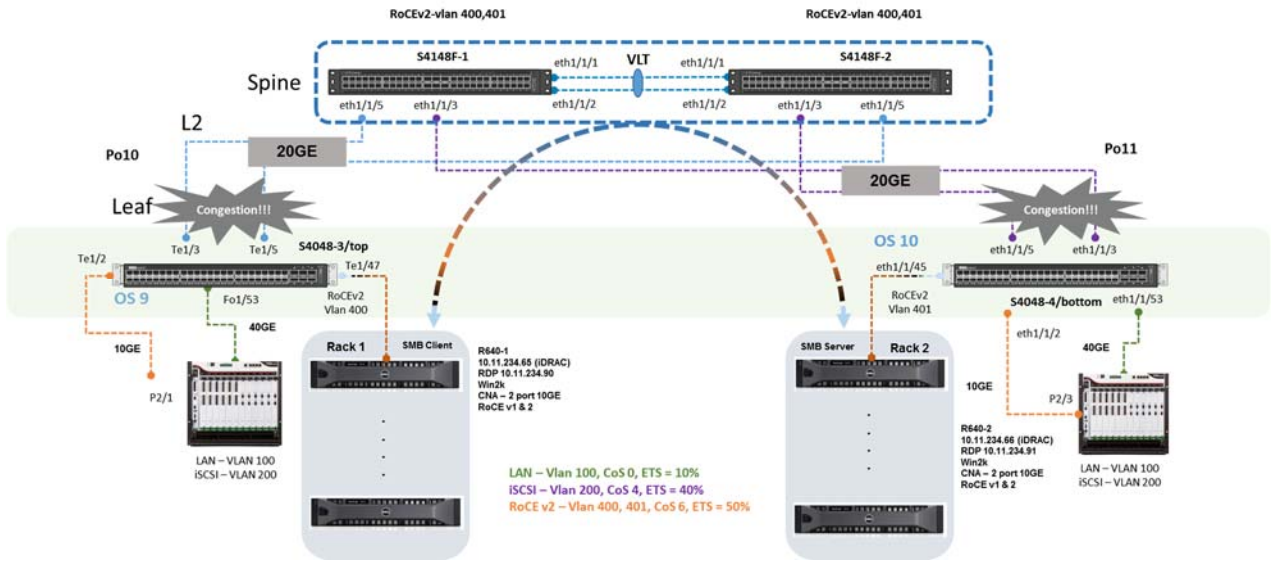 RoCEv2-vlan 400,401
RoCEv2-vlan 400,401
S4148F-1
VLT
S4148F-2
eth1/1/1
eth1/1/1
Spine
eth1/1/2
eth1/1/2
eth1/1/5
eth1/1/3
eth1/1/3
eth1/1/5
L2
Po10
20GE
Po11
20GE
Leaf
Congestion!!!
Congestion!!!
Te1/3
Te1/5
eth1/1/5
eth1/1/3
Te1/2
S4048-3/top
Te1/47
OS 10
eth1/1/45
OS 9
Fo1/53
RoCEv2
Vlan 400
RoCEv2
Vlan 401
S4048-4/bottom
eth1/1/53
40GE
10GE
eth1/1/2
40GE
10GE
P2/1
P2/3
Rack 1
SMB Client
SMB Server
Rack 2
R640-1
10.11.234.65 (iDRAC)
RDP 10.11.234.90
Win2k
CNA – 2 port 10GE
RoCE v1 & 2
R640-2
10.11.234.66 (iDRAC)
RDP 10.11.234.91
Win2k
CNA – 2 port 10GE
RoCE v1 & 2
LAN – VLAN 100
iSCSI – VLAN 200
LAN – VLAN 100
iSCSI – VLAN 200
LAN – Vlan 100, CoS 0, ETS = 10%
iSCSI – Vlan 200, CoS 4, ETS = 40%
RoCE v2 – Vlan 400, 401, CoS 6, ETS = 50%